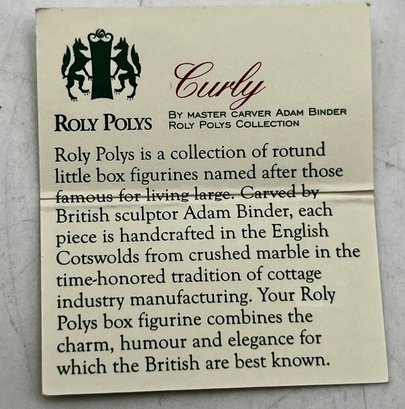 Curly
BY MASTER CARVER ADAM BINDER
ROLY POLYS
ROLY POLYS COLLECTION
Roly Polys is a collection of rotund
little box figurines named after those
famous for living large. Carved by
British sculptor Adam Binder, each
piece is handcrafted in the English
Cotswolds from crushed marble in the
time-honored tradition of cottage
industry manufacturing. Your Roly
Polys box figurine combines the
charm, humour and elegance for
which the British are best known.